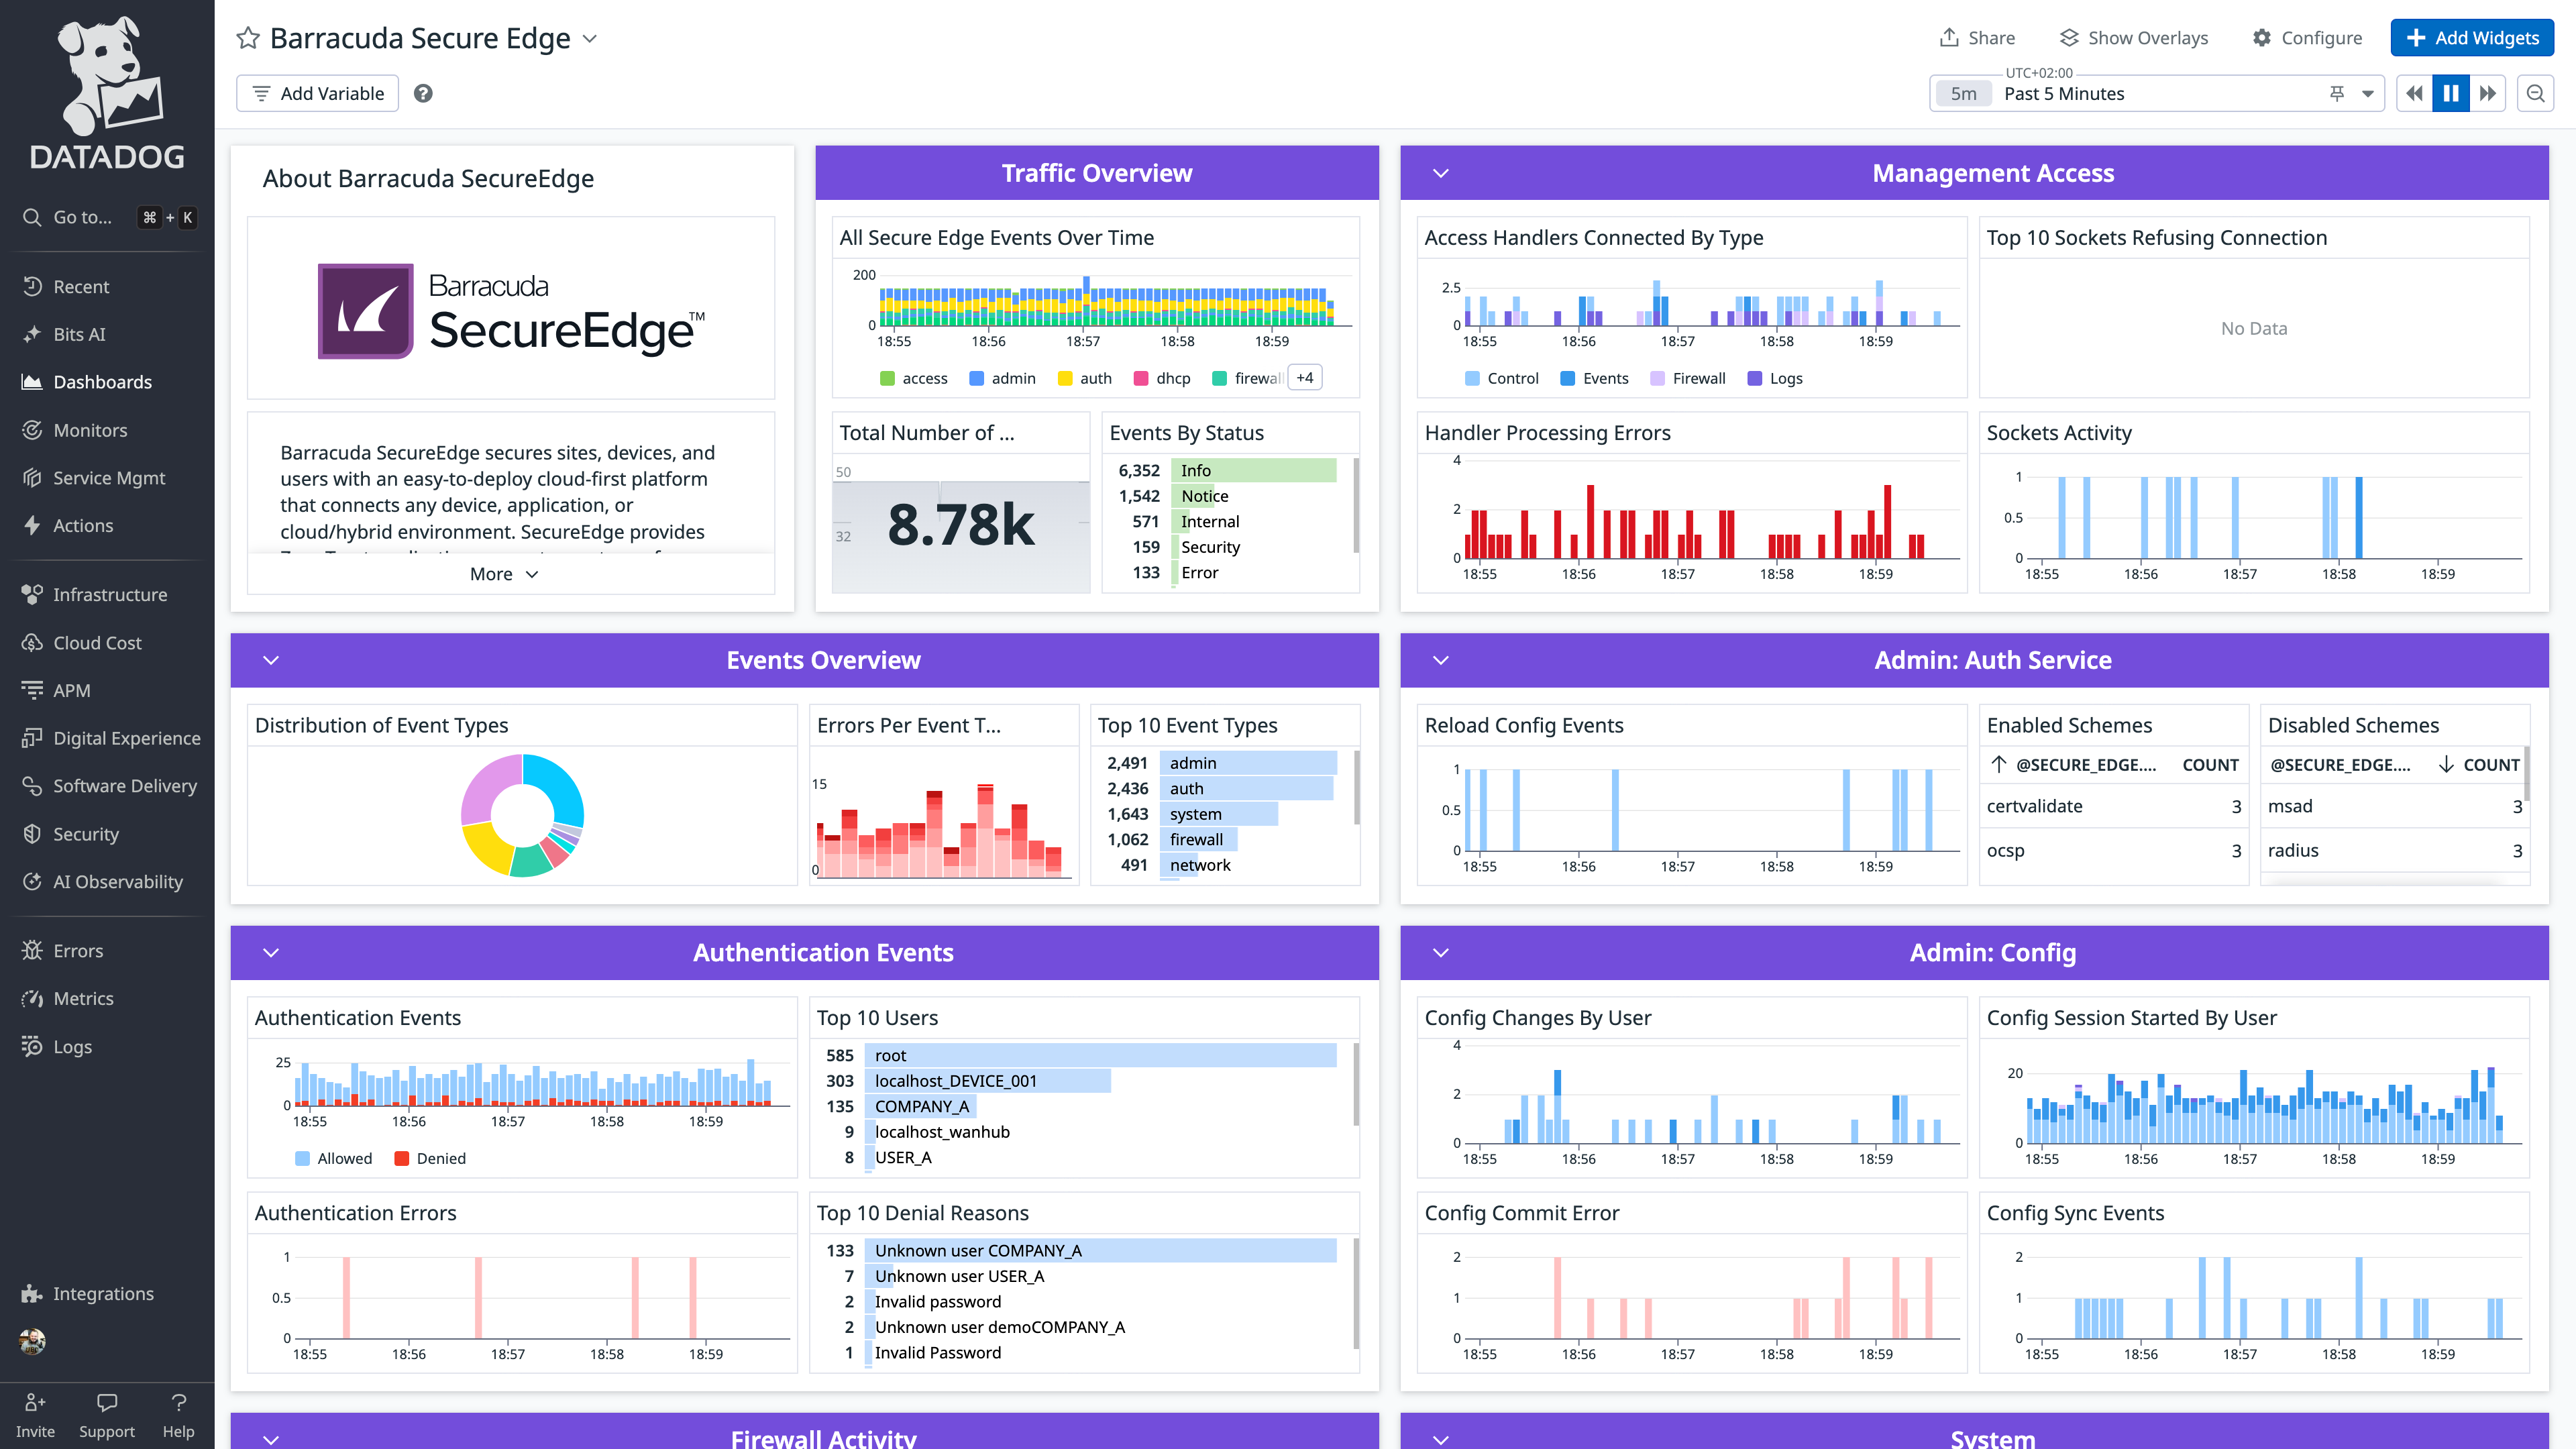 DATADOG
Go to... ⌘ + K
Recent
Bits AI
Dashboards
Monitors
Service Mgmt
Actions
Infrastructure
Cloud Cost
APM
Digital Experience
Software Delivery
Security
AI Observability
Errors
Metrics
Logs
Integrations
Invite Support Help
Barracuda Secure Edge
Share Show Overlays Configure + Add Widgets
Add Variable
UTC+02:00
5m Past 5 Minutes
About Barracuda SecureEdge
Barracuda
SecureEdge™
Barracuda SecureEdge secures sites, devices, and
users with an easy-to-deploy cloud-first platform
that connects any device, application, or
cloud/hybrid environment. SecureEdge provides
More
Traffic Overview
All Secure Edge Events Over Time
200
0
18:55 18:56 18:57 18:58 18:59
access admin auth dhcp firewall +4
Total Number of ...
50
32
8.78k
Events By Status
6,352 Info
1,542 Notice
571 Internal
159 Security
133 Error
Management Access
Access Handlers Connected By Type
2.5
0
18:55 18:56 18:57 18:58 18:59
Control Events Firewall Logs
Top 10 Sockets Refusing Connection
No Data
Handler Processing Errors
4
2
0
18:55 18:56 18:57 18:58 18:59
Sockets Activity
1
0.5
0
18:55 18:56 18:57 18:58 18:59
Events Overview
Distribution of Event Types
Errors Per Event T...
15
0
Top 10 Event Types
2,491 admin
2,436 auth
1,643 system
1,062 firewall
491 network
Admin: Auth Service
Reload Config Events
1
0.5
0
18:55 18:56 18:57 18:58 18:59
Enabled Schemes
@SECURE_EDGE.... COUNT
certvalidate 3
ocsp 3
Disabled Schemes
@SECURE_EDGE.... COUNT
msad 3
radius 3
Authentication Events
Authentication Events
25
0
18:55 18:56 18:57 18:58 18:59
Allowed Denied
Top 10 Users
585 root
303 localhost_DEVICE_001
135 COMPANY_A
9 localhost_wanhub
8 USER_A
Authentication Errors
1
0.5
0
18:55 18:56 18:57 18:58 18:59
Top 10 Denial Reasons
133 Unknown user COMPANY_A
7 Unknown user USER_A
2 Invalid password
2 Unknown user demoCOMPANY_A
1 Invalid Password
Admin: Config
Config Changes By User
4
2
0
18:55 18:56 18:57 18:58 18:59
Config Session Started By User
20
0
18:55 18:56 18:57 18:58 18:59
Config Commit Error
2
1
0
18:55 18:56 18:57 18:58 18:59
Config Sync Events
2
1
0
18:55 18:56 18:57 18:58 18:59
Firewall Activity
System